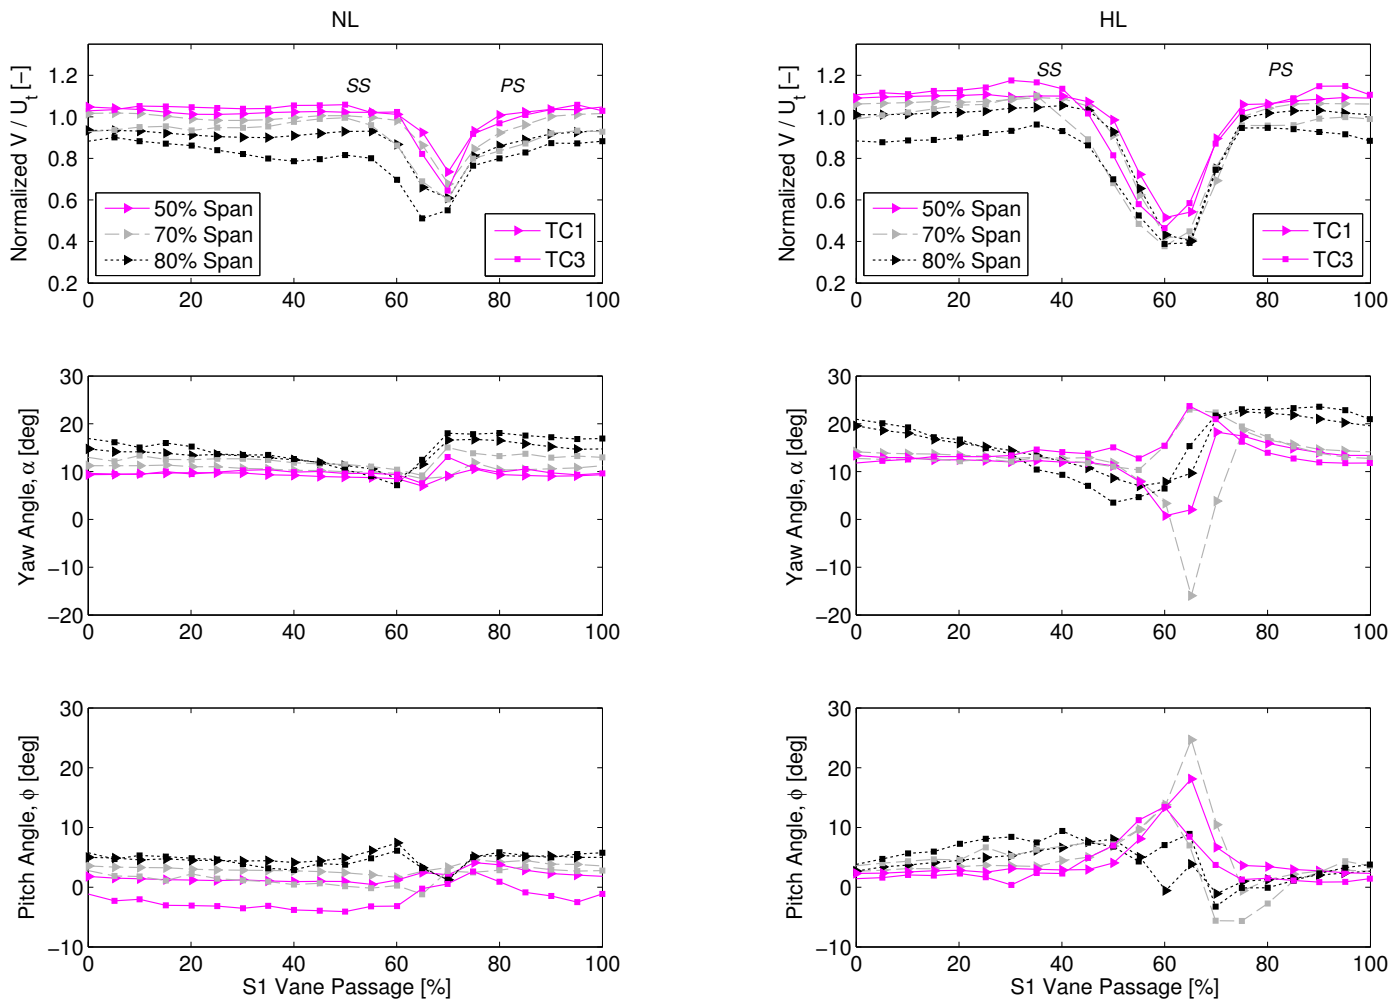 NL
Normalized V / U_t [−]
1.2
1.0
0.8
0.6
0.4
0.2
SS
PS
50% Span
70% Span
80% Span
TC1
TC3
0 20 40 60 80 100
HL
Normalized V / U_t [−]
1.2
1.0
0.8
0.6
0.4
0.2
SS
PS
50% Span
70% Span
80% Span
TC1
TC3
0 20 40 60 80 100
Yaw Angle, α [deg]
30
20
10
0
−10
−20
0 20 40 60 80 100
Yaw Angle, α [deg]
30
20
10
0
−10
−20
0 20 40 60 80 100
Pitch Angle, ϕ [deg]
30
20
10
0
−10
0 20 40 60 80 100
S1 Vane Passage [%]
Pitch Angle, ϕ [deg]
30
20
10
0
−10
0 20 40 60 80 100
S1 Vane Passage [%]